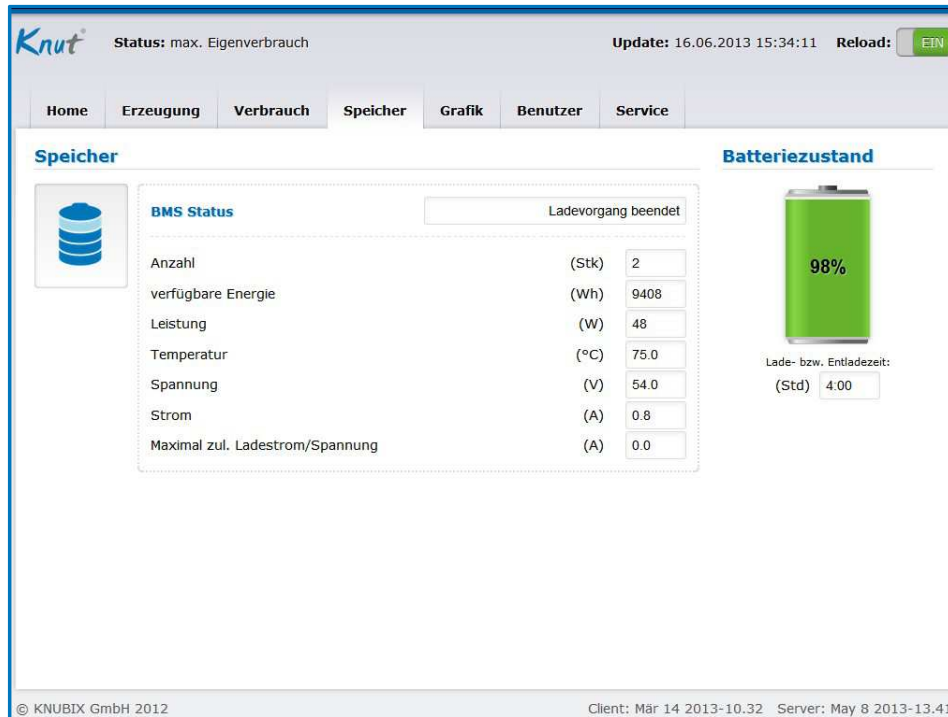 Knut® Status: max. Eigenverbrauch Update: 16.06.2013 15:34:11 Reload: EIN
Home Erzeugung Verbrauch Speicher Grafik Benutzer Service
Speicher
BMS Status Ladevorgang beendet
Anzahl (Stk) 2
verfügbare Energie (Wh) 9408
Leistung (W) 48
Temperatur (°C) 75.0
Spannung (V) 54.0
Strom (A) 0.8
Maximal zul. Ladestrom/Spannung (A) 0.0
Batteriezustand
98%
Lade- bzw. Entladezeit:
(Std) 4:00
© KNUBIX GmbH 2012 Client: Mär 14 2013-10.32 Server: May 8 2013-13.41